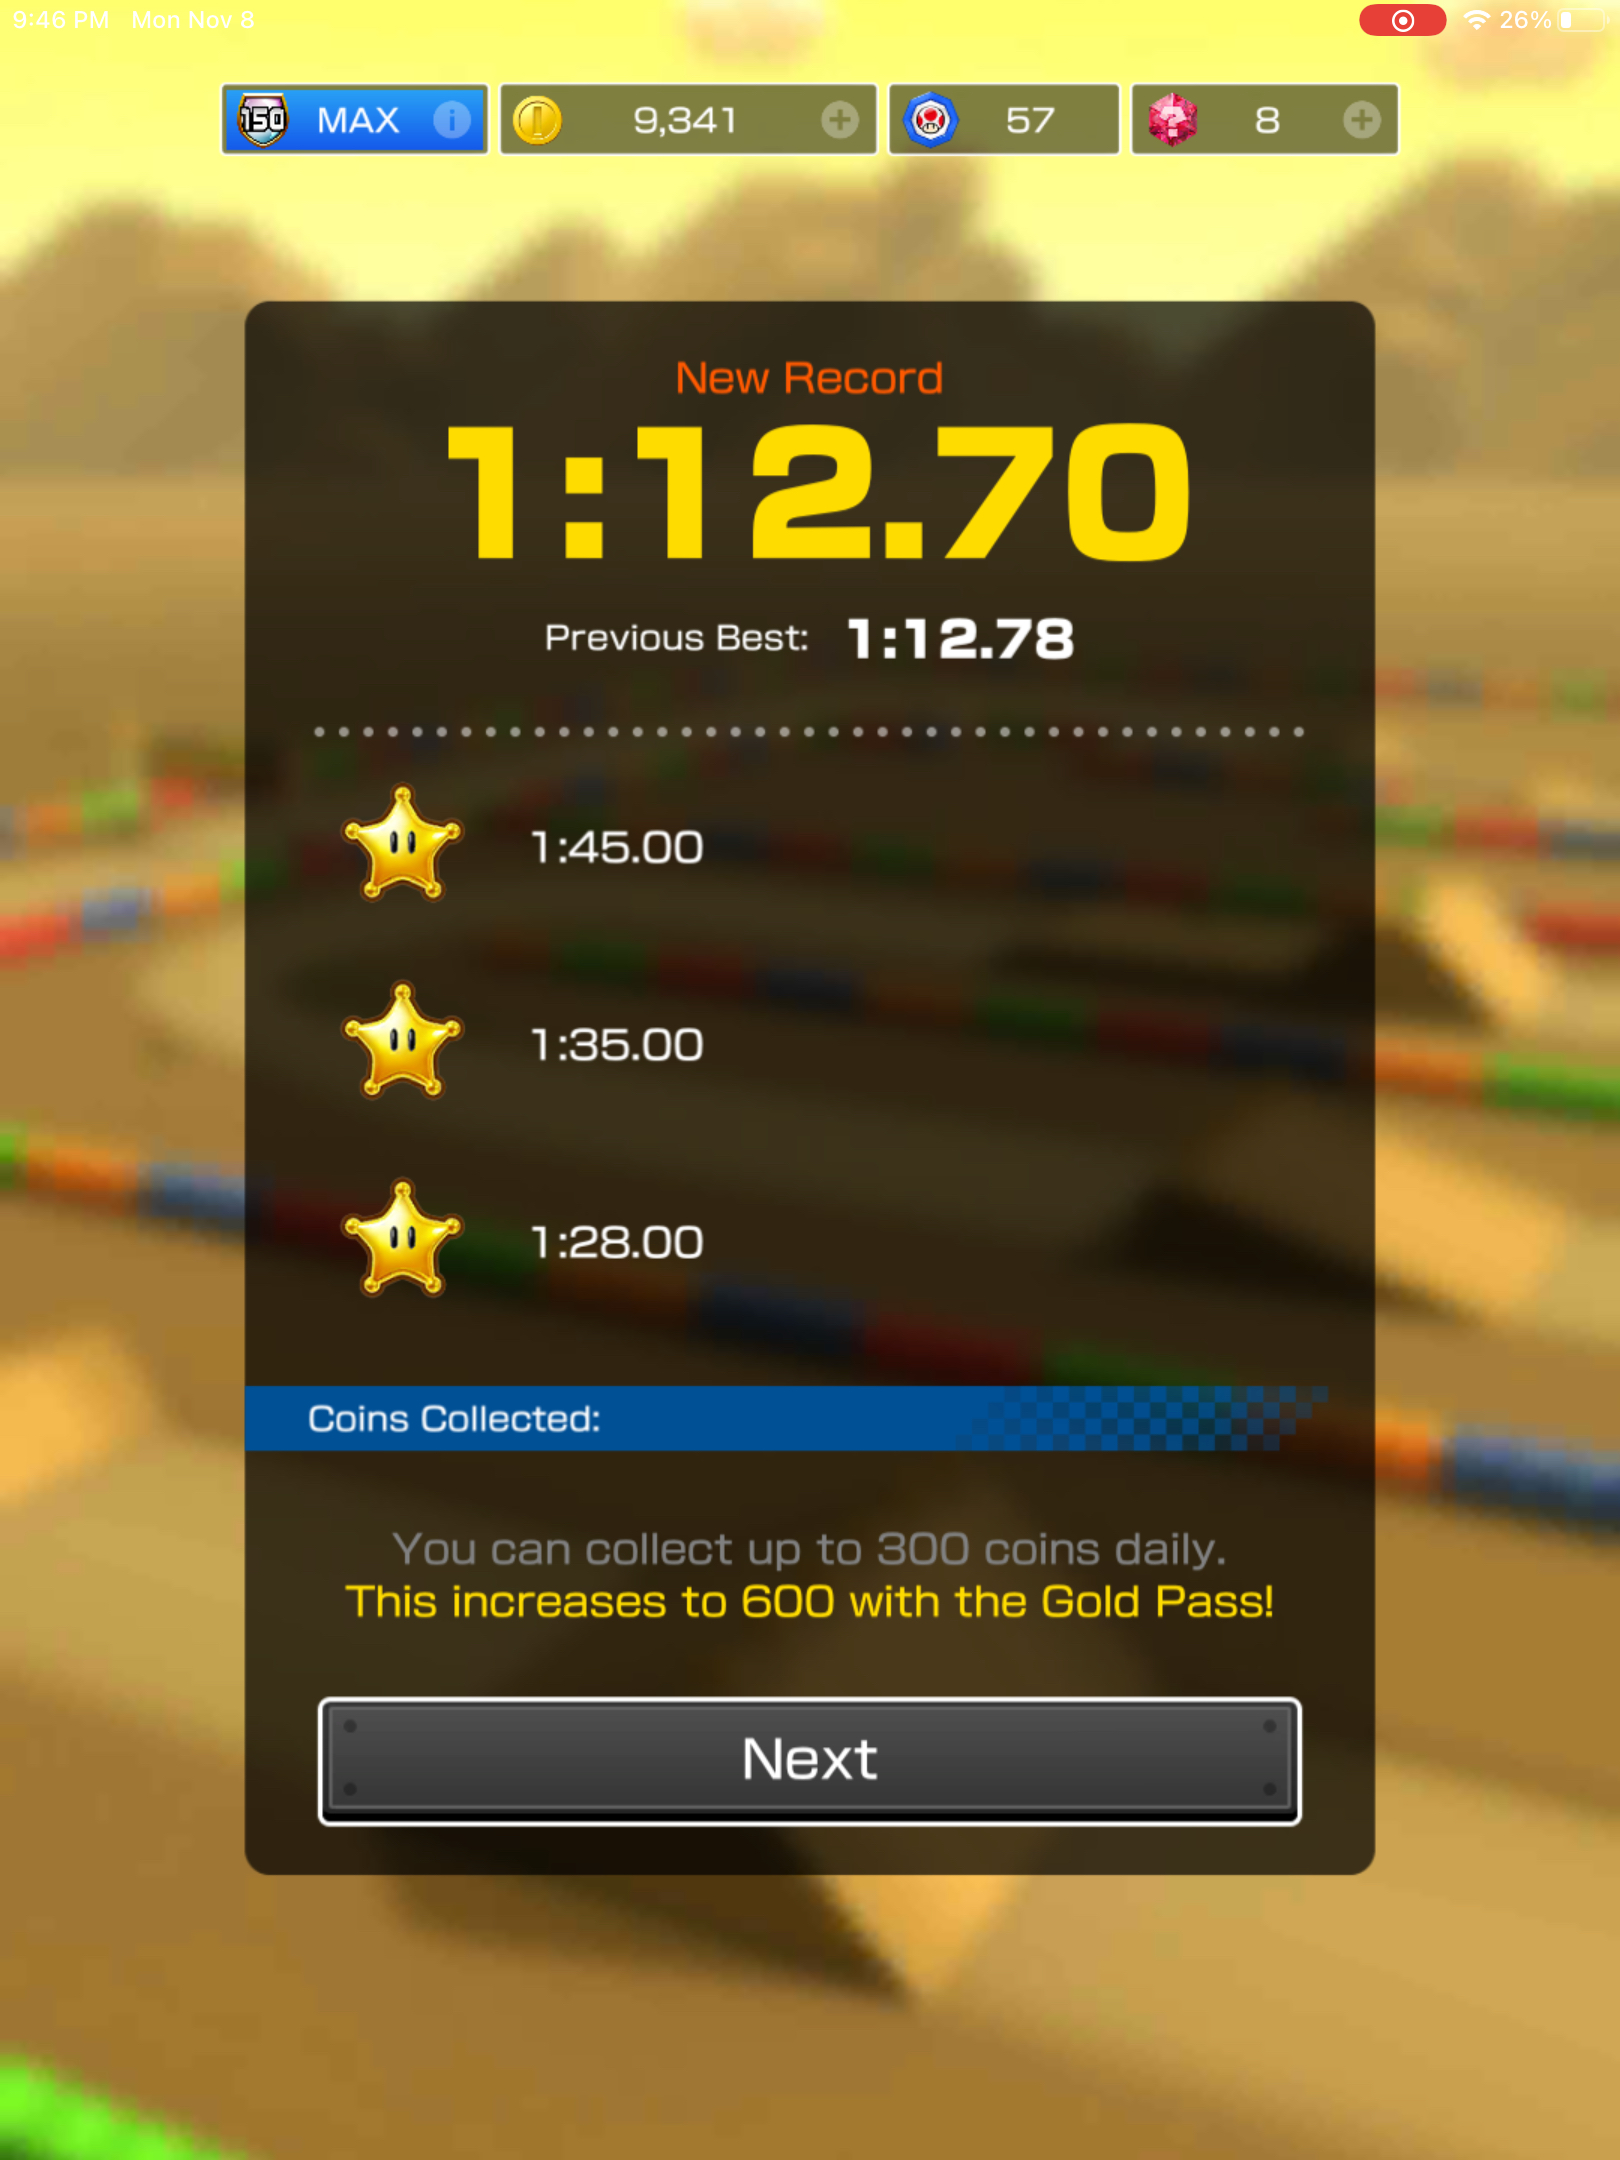 9:46 PM Mon Nov 8 26%
150 MAX i 9,341 + 57 ? 8 +
New Record
1:12.70
Previous Best: 1:12.78
1:45.00
1:35.00
1:28.00
Coins Collected:
You can collect up to 300 coins daily.
This increases to 600 with the Gold Pass!
Next